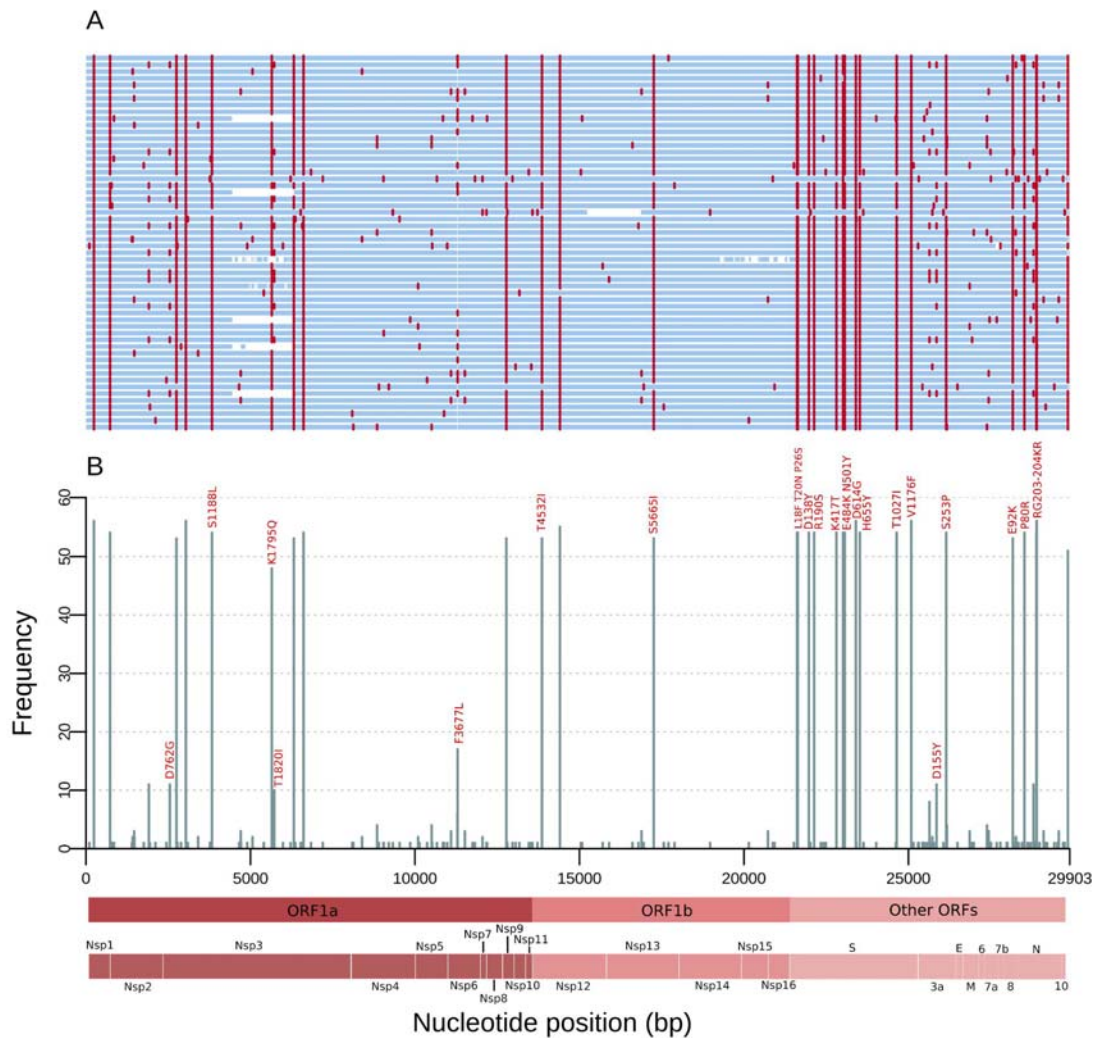 A
B
Frequency
60
50
40
30
20
10
0
D762G
S1188L
K1795Q
T1820I
F3677L
T4532I
S5665I
L18F T20N P26S
D138Y
R190S
K417T
E484K N501Y
D614G
H655Y
T1027I
V1176F
D155Y
S253P
E92K
P80R
RG203-204KR
0 5000 10000 15000 20000 25000 29903
ORF1a ORF1b Other ORFs
Nsp7 Nsp9
Nsp1 Nsp3 Nsp5 Nsp11 Nsp13 Nsp15 S E 6 7b N
Nsp2 Nsp4 Nsp6 Nsp10 Nsp12 Nsp14 Nsp16 3a M 7a 8 10
Nsp8
Nucleotide position (bp)